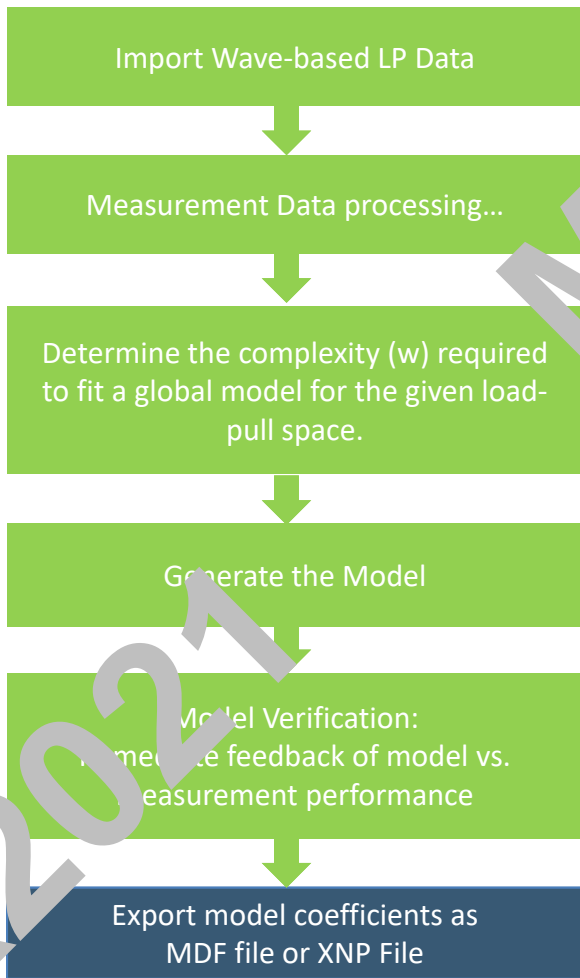 Import Wave-based LP Data
Measurement Data processing…
Determine the complexity (w) required
to fit a global model for the given load-
pull space.
Generate the Model
Model Verification:
Immediate feedback of model vs.
measurement performance
Export model coefficients as
MDF file or XNP File
2021